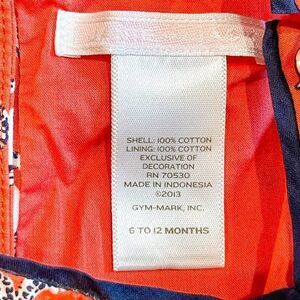 SHELL: 100% COTTON
LINING: 100% COTTON
EXCLUSIVE OF
DECORATION
RN 70530
MADE IN INDONESIA
©2013
GYM-MARK, INC.
6 TO 12 MONTHS